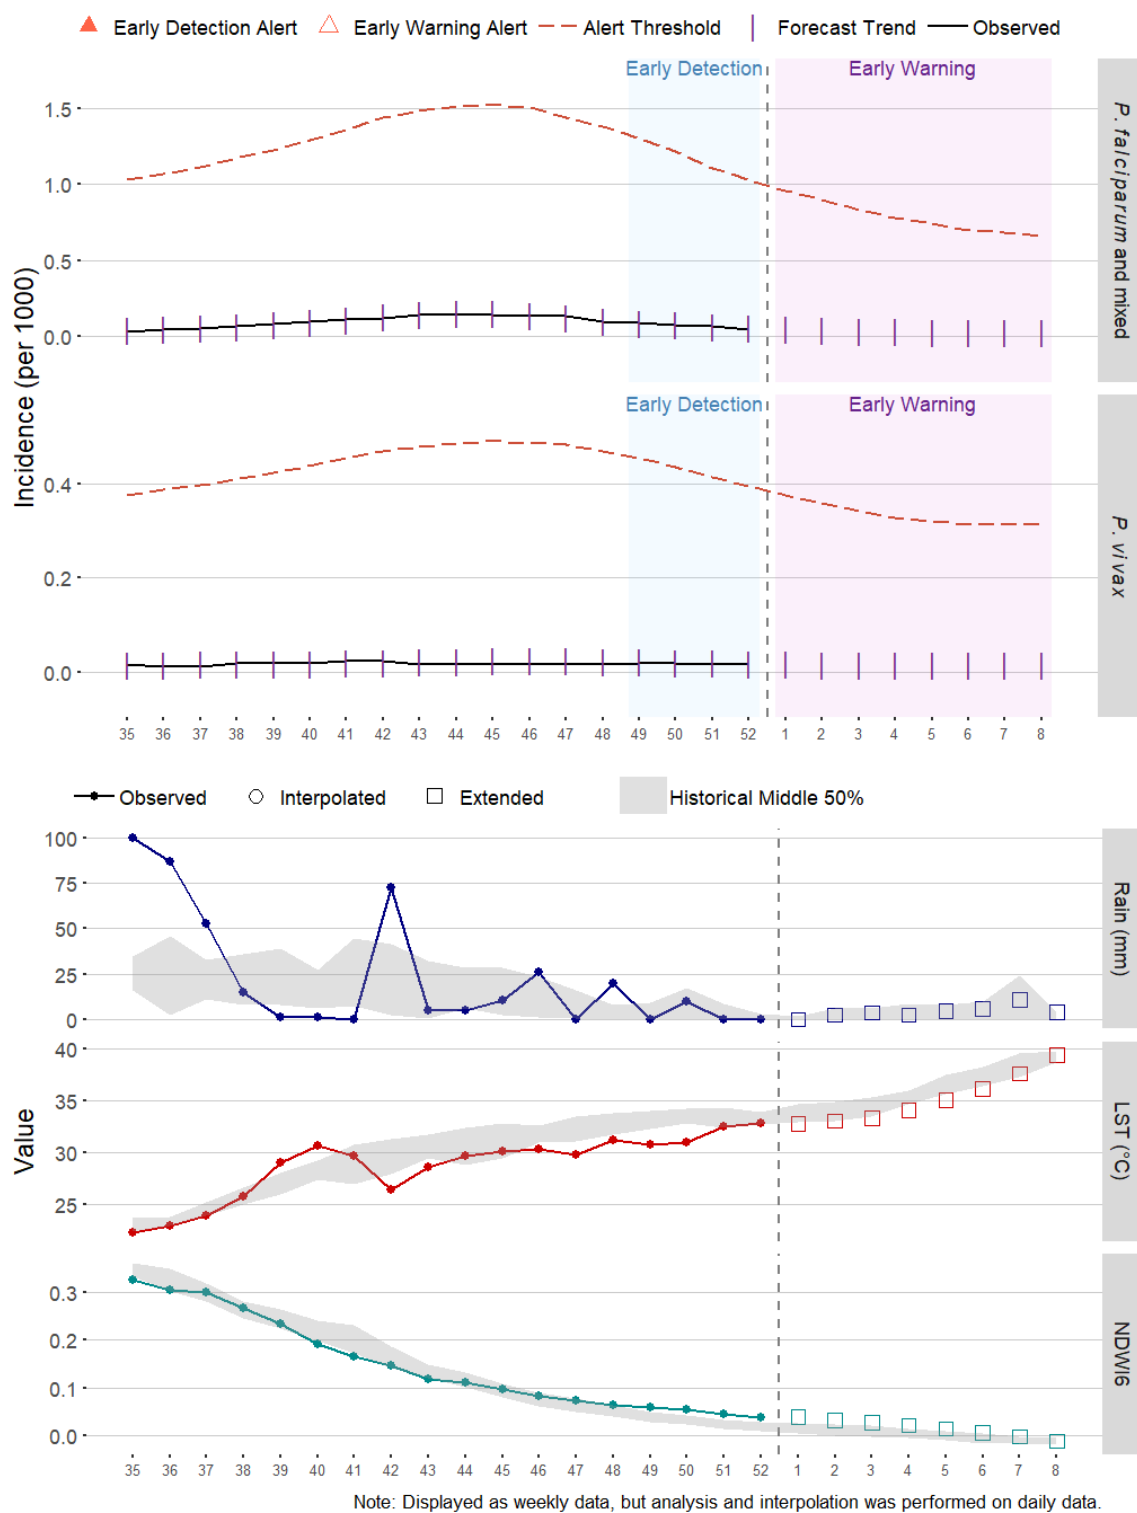 Early Detection Alert Early Warning Alert Alert Threshold Forecast Trend Observed
Early Detection Early Warning
1.5
1.0
0.5
0.0
P. falciparum and mixed
Incidence (per 1000)
Early Detection Early Warning
0.4
0.2
0.0
P. vivax
35 36 37 38 39 40 41 42 43 44 45 46 47 48 49 50 51 52 1 2 3 4 5 6 7 8
Observed Interpolated Extended Historical Middle 50%
100
75
50
25
0
Rain (mm)
40
35
30
25
LST (°C)
Value
0.3
0.2
0.1
0.0
NDWI6
35 36 37 38 39 40 41 42 43 44 45 46 47 48 49 50 51 52 1 2 3 4 5 6 7 8
Note: Displayed as weekly data, but analysis and interpolation was performed on daily data.